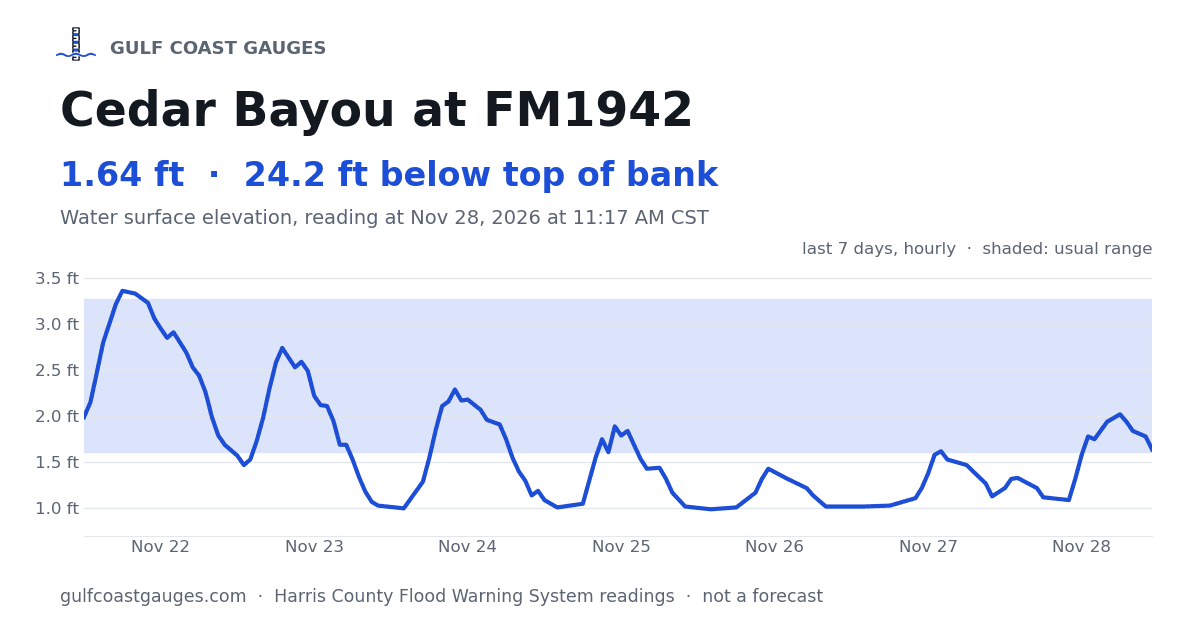 GULF COAST GAUGES
Cedar Bayou at FM1942
1.64 ft · 24.2 ft below top of bank
Water surface elevation, reading at Nov 28, 2026 at 11:17 AM CST
last 7 days, hourly · shaded: usual range
3.5 ft
3.0 ft
2.5 ft
2.0 ft
1.5 ft
1.0 ft
Nov 22 Nov 23 Nov 24 Nov 25 Nov 26 Nov 27 Nov 28
gulfcoastgauges.com · Harris County Flood Warning System readings · not a forecast